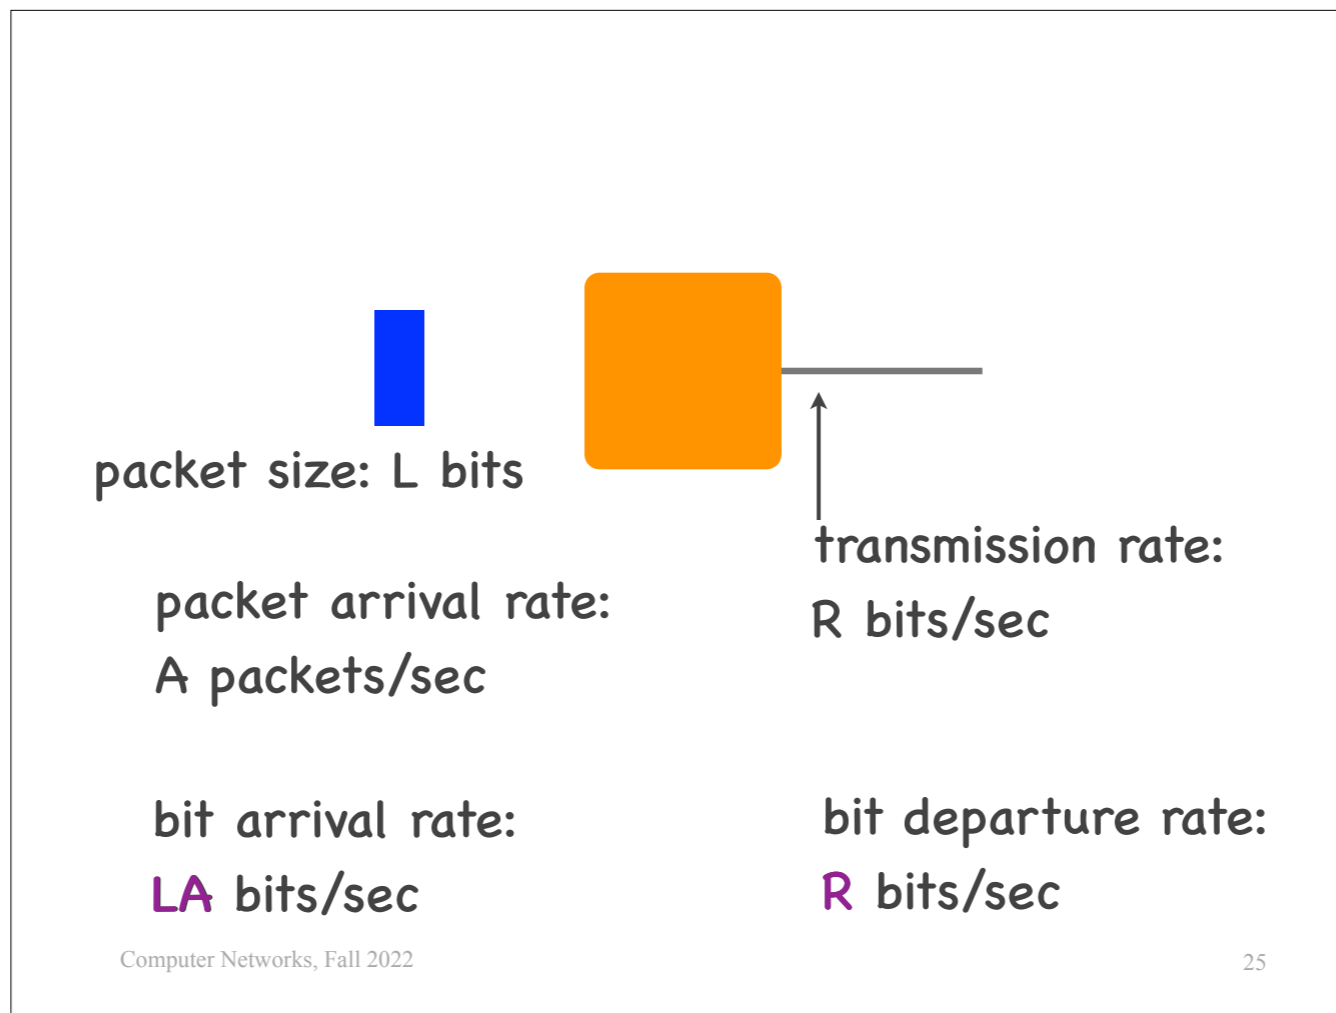 packet size: L bits
transmission rate:
R bits/sec
packet arrival rate:
A packets/sec
bit arrival rate:
LA bits/sec
bit departure rate:
R bits/sec
Computer Networks, Fall 2022
25